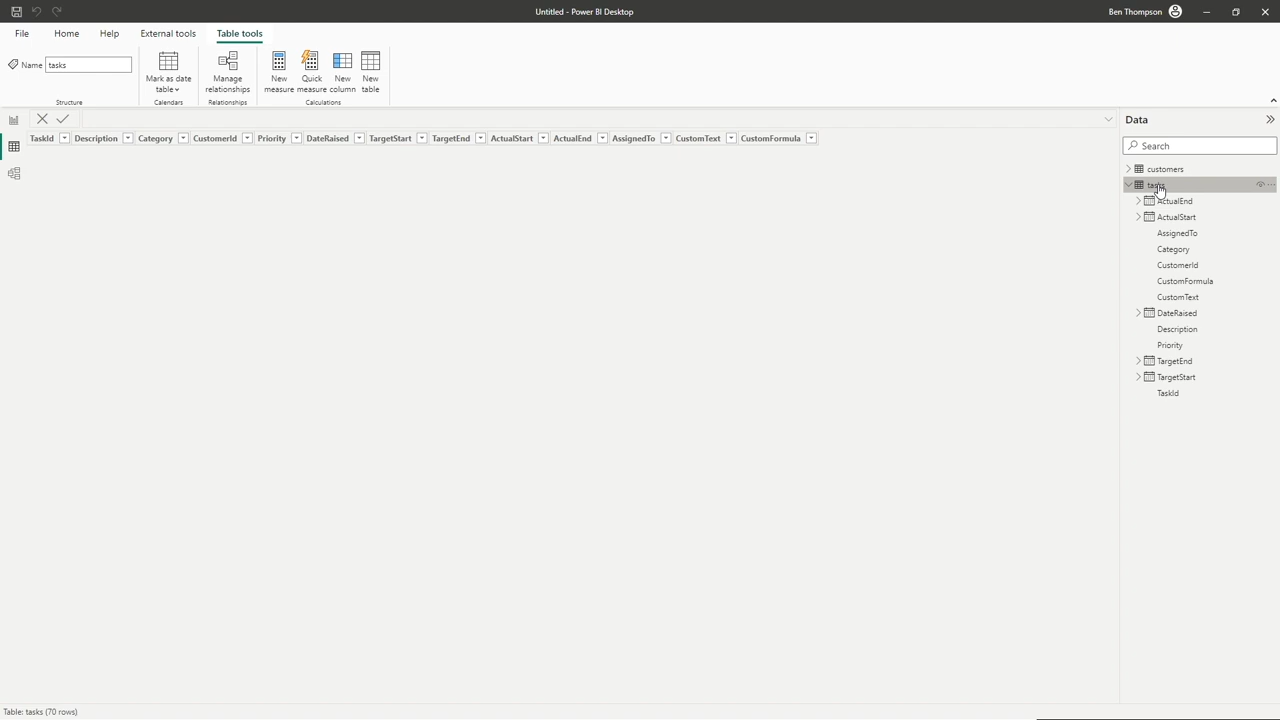 Untitled - Power BI Desktop
Ben Thompson
File Home Help External tools Table tools
Name tasks
Mark as date table
Manage relationships
New measure
Quick measure
New column
New table
Structure Calendars Relationships Calculations
Data
TaskId Description Category CustomerId Priority DateRaised TargetStart TargetEnd ActualStart ActualEnd AssignedTo CustomText CustomFormula
Search
customers
tasks
ActualEnd
ActualStart
AssignedTo
Category
CustomerId
CustomFormula
CustomText
DateRaised
Description
Priority
TargetEnd
TargetStart
TaskId
Table: tasks (70 rows)